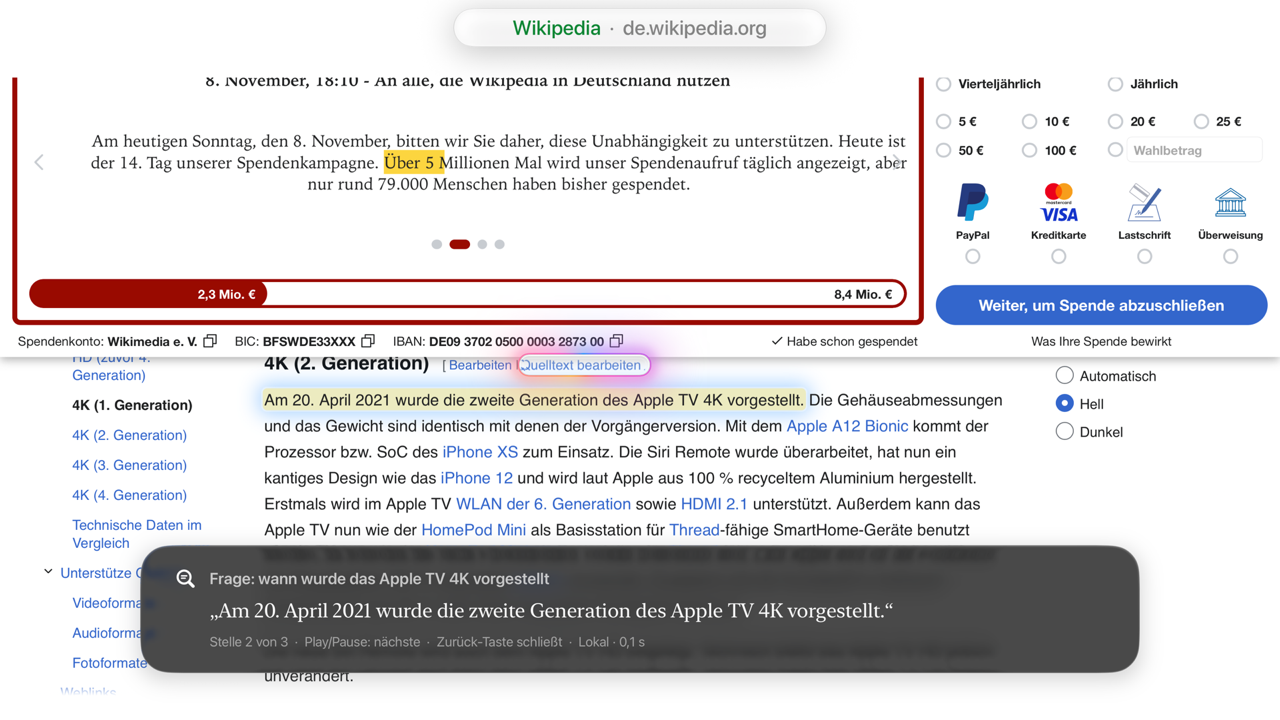 Wikipedia · de.wikipedia.org
8. November, 18:10 - An alle, die Wikipedia in Deutschland nutzen
Am heutigen Sonntag, den 8. November, bitten wir Sie daher, diese Unabhängigkeit zu unterstützen. Heute ist
der 14. Tag unserer Spendenkampagne. Über 5 Millionen Mal wird unser Spendenaufruf täglich angezeigt, aber
nur rund 79.000 Menschen haben bisher gespendet.
2,3 Mio. €
8,4 Mio. €
Vierteljährlich
Jährlich
5 €
10 €
20 €
25 €
50 €
100 €
Wahlbetrag
mastercard
VISA
PayPal
Kreditkarte
Lastschrift
Überweisung
Weiter, um Spende abzuschließen
Spendenkonto: Wikimedia e. V.
BIC: BFSWDE33XXX
IBAN: DE09 3702 0500 0003 2873 00
Habe schon gespendet
Was Ihre Spende bewirkt
HD (zuvor 4.
Generation)
4K (1. Generation)
4K (2. Generation)
4K (3. Generation)
4K (4. Generation)
Technische Daten im
Vergleich
Unterstütze
Videoforma
Audioforma
Fotoformate
Weblinks
4K (2. Generation) [ Bearbeiten | Quelltext bearbeiten
Am 20. April 2021 wurde die zweite Generation des Apple TV 4K vorgestellt. Die Gehäuseabmessungen
und das Gewicht sind identisch mit denen der Vorgängerversion. Mit dem Apple A12 Bionic kommt der
Prozessor bzw. SoC des iPhone XS zum Einsatz. Die Siri Remote wurde überarbeitet, hat nun ein
kantiges Design wie das iPhone 12 und wird laut Apple aus 100 % recyceltem Aluminium hergestellt.
Erstmals wird im Apple TV WLAN der 6. Generation sowie HDMI 2.1 unterstützt. Außerdem kann das
Apple TV nun wie der HomePod Mini als Basisstation für Thread-fähige SmartHome-Geräte benutzt
unverändert.
Automatisch
Hell
Dunkel
Frage: wann wurde das Apple TV 4K vorgestellt
„Am 20. April 2021 wurde die zweite Generation des Apple TV 4K vorgestellt.“
Stelle 2 von 3 · Play/Pause: nächste · Zurück-Taste schließt · Lokal · 0,1 s